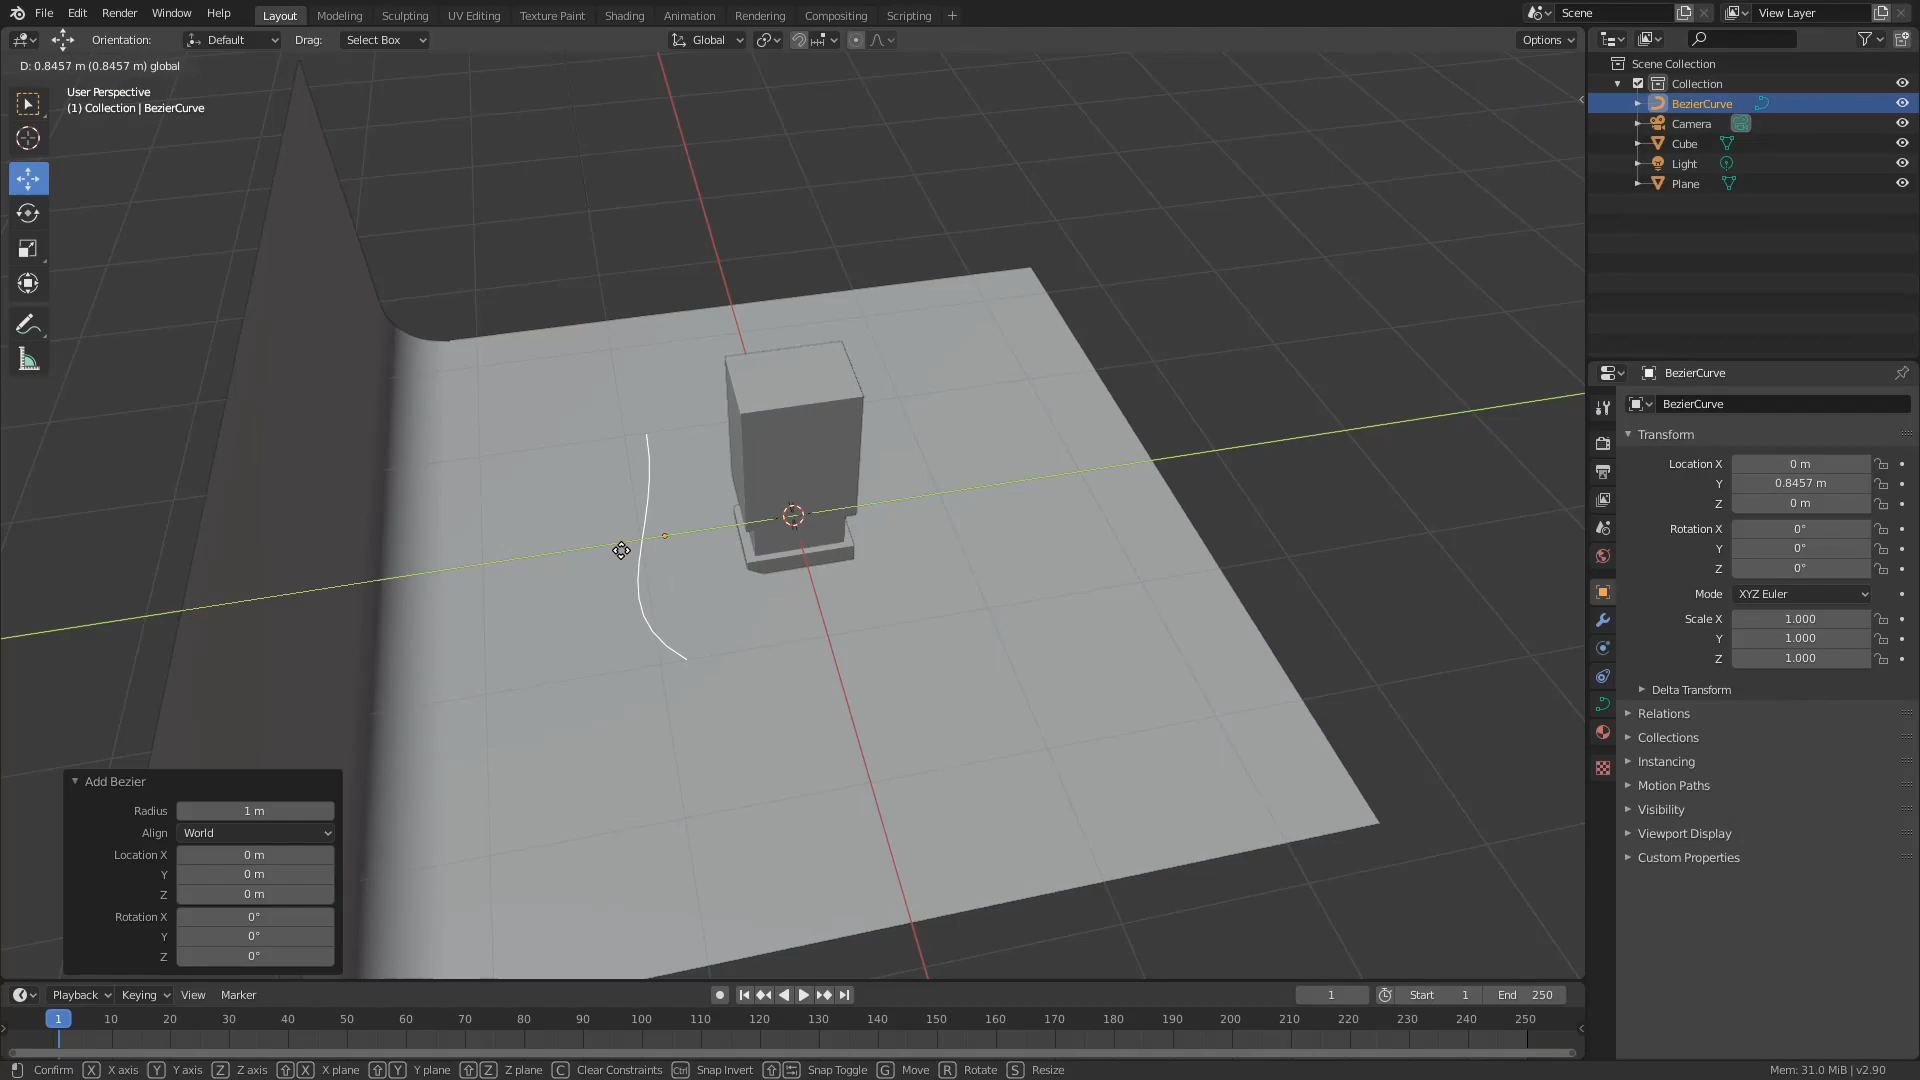 File Edit Render Window Help Layout Modeling Sculpting UV Editing Texture Paint Shading Animation Rendering Compositing Scripting + Scene View Layer
Orientation: Default Drag: Select Box Global Options
D: 0.8457 m (0.8457 m) global
User Perspective
(1) Collection | BezierCurve
Scene Collection
Collection
BezierCurve
Camera
Cube
Light
Plane
BezierCurve
BezierCurve
Transform
Location X 0 m
Y 0.8457 m
Z 0 m
Rotation X 0°
Y 0°
Z 0°
Mode XYZ Euler
Scale X 1.000
Y 1.000
Z 1.000
Delta Transform
Relations
Collections
Instancing
Motion Paths
Visibility
Viewport Display
Custom Properties
Add Bezier
Radius 1 m
Align World
Location X 0 m
Y 0 m
Z 0 m
Rotation X 0°
Y 0°
Z 0°
Playback Keying View Marker 1 Start 1 End 250
1 10 20 30 40 50 60 70 80 90 100 110 120 130 140 150 160 170 180 190 200 210 220 230 240 250
Confirm X X axis Y Y axis Z Z axis X X plane Y Y plane Z Z plane C Clear Constraints Ctrl Snap Invert Snap Toggle G Move R Rotate S Resize Mem: 31.0 MiB | v2.90